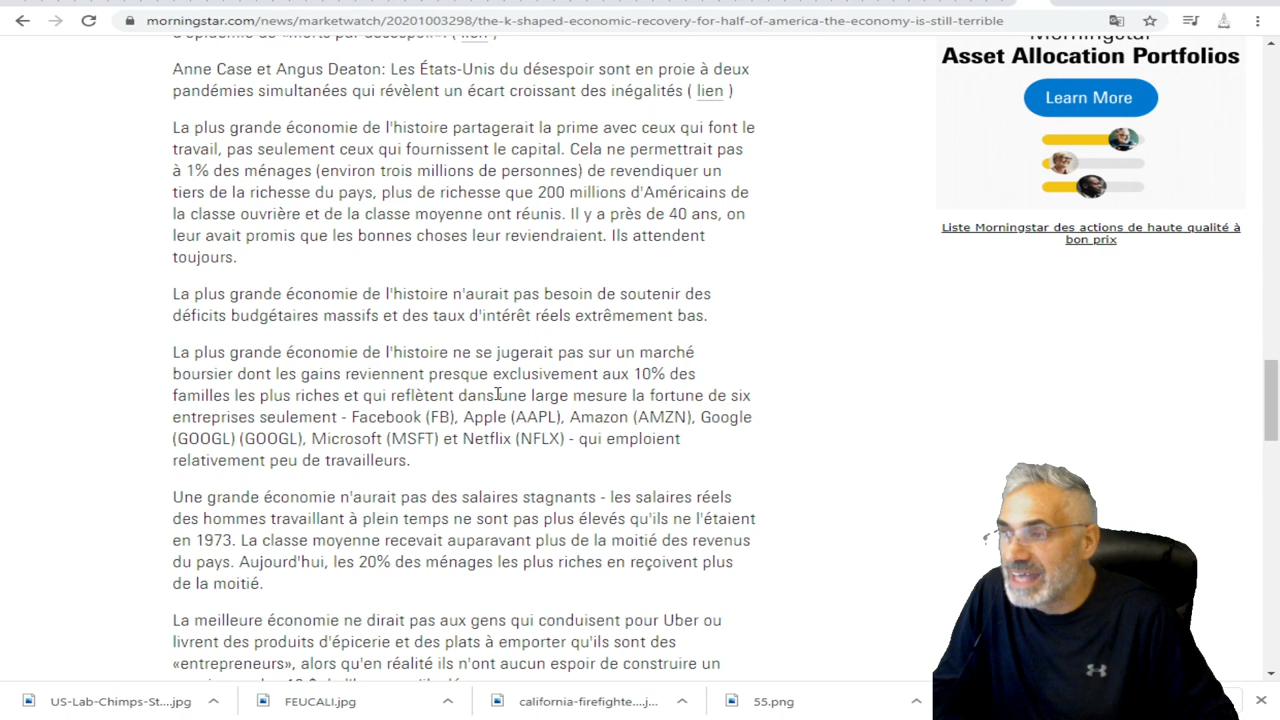 morningstar.com/news/marketwatch/20201003298/the-k-shaped-economic-recovery-for-half-of-america-the-economy-is-still-terrible
Anne Case et Angus Deaton: Les États-Unis du désespoir sont en proie à deux
pandémies simultanées qui révèlent un écart croissant des inégalités ( lien )
La plus grande économie de l'histoire partagerait la prime avec ceux qui font le
travail, pas seulement ceux qui fournissent le capital. Cela ne permettrait pas
à 1% des ménages (environ trois millions de personnes) de revendiquer un
tiers de la richesse du pays, plus de richesse que 200 millions d'Américains de
la classe ouvrière et de la classe moyenne ont réunis. Il y a près de 40 ans, on
leur avait promis que les bonnes choses leur reviendraient. Ils attendent
toujours.
La plus grande économie de l'histoire n'aurait pas besoin de soutenir des
déficits budgétaires massifs et des taux d'intérêt réels extrêmement bas.
La plus grande économie de l'histoire ne se jugerait pas sur un marché
boursier dont les gains reviennent presque exclusivement aux 10% des
familles les plus riches et qui reflètent dans une large mesure la fortune de six
entreprises seulement - Facebook (FB), Apple (AAPL), Amazon (AMZN), Google
(GOOGL) (GOOGL), Microsoft (MSFT) et Netflix (NFLX) - qui emploient
relativement peu de travailleurs.
Une grande économie n'aurait pas des salaires stagnants - les salaires réels
des hommes travaillant à plein temps ne sont pas plus élevés qu'ils ne l'étaient
en 1973. La classe moyenne recevait auparavant plus de la moitié des revenus
du pays. Aujourd'hui, les 20% des ménages les plus riches en reçoivent plus
de la moitié.
La meilleure économie ne dirait pas aux gens qui conduisent pour Uber ou
livrent des produits d'épicerie et des plats à emporter qu'ils sont des
«entrepreneurs», alors qu'en réalité ils n'ont aucun espoir de construire un
Morningstar
Asset Allocation Portfolios
Learn More
Liste Morningstar des actions de haute qualité à
bon prix
US-Lab-Chimps-St....jpg
FEUCALI.jpg
california-firefighte....j...
55.png